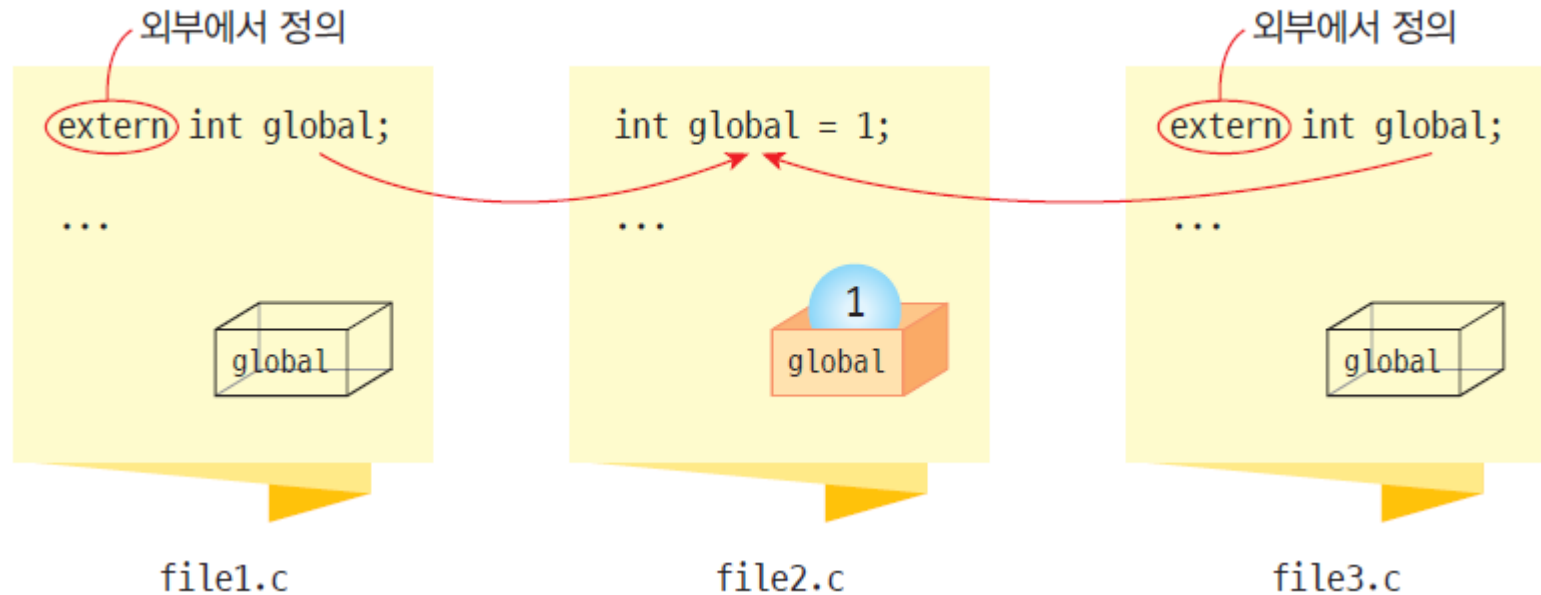 외부에서 정의
외부에서 정의
extern int global;
int global = 1;
extern int global;
...
...
...
1
global
global
global
file1.c
file2.c
file3.c